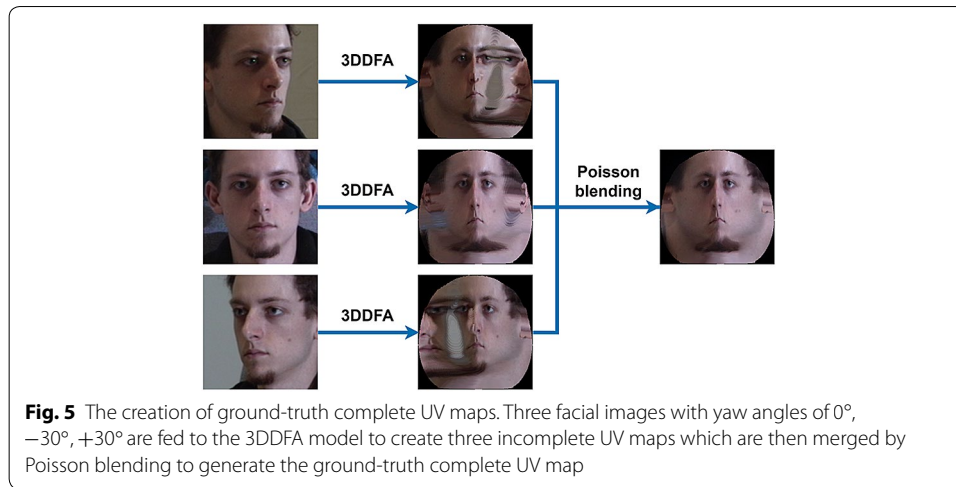 3DDFA
3DDFA
Poisson
blending
3DDFA
Fig. 5 The creation of ground-truth complete UV maps. Three facial images with yaw angles of 0°,
−30°, +30° are fed to the 3DDFA model to create three incomplete UV maps which are then merged by
Poisson blending to generate the ground-truth complete UV map